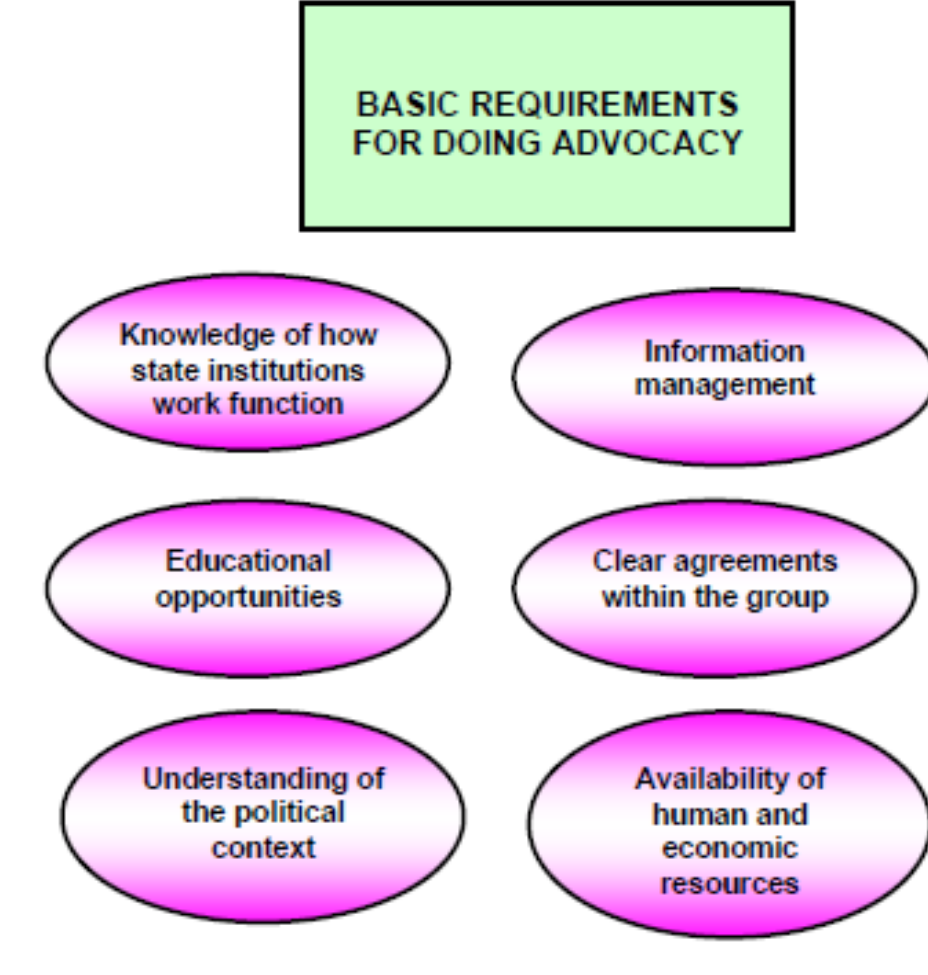 BASIC REQUIREMENTS
FOR DOING ADVOCACY
Knowledge of how
state institutions
work function
Information
management
Educational
opportunities
Clear agreements
within the group
Understanding of
the political
context
Availability of
human and
economic
resources